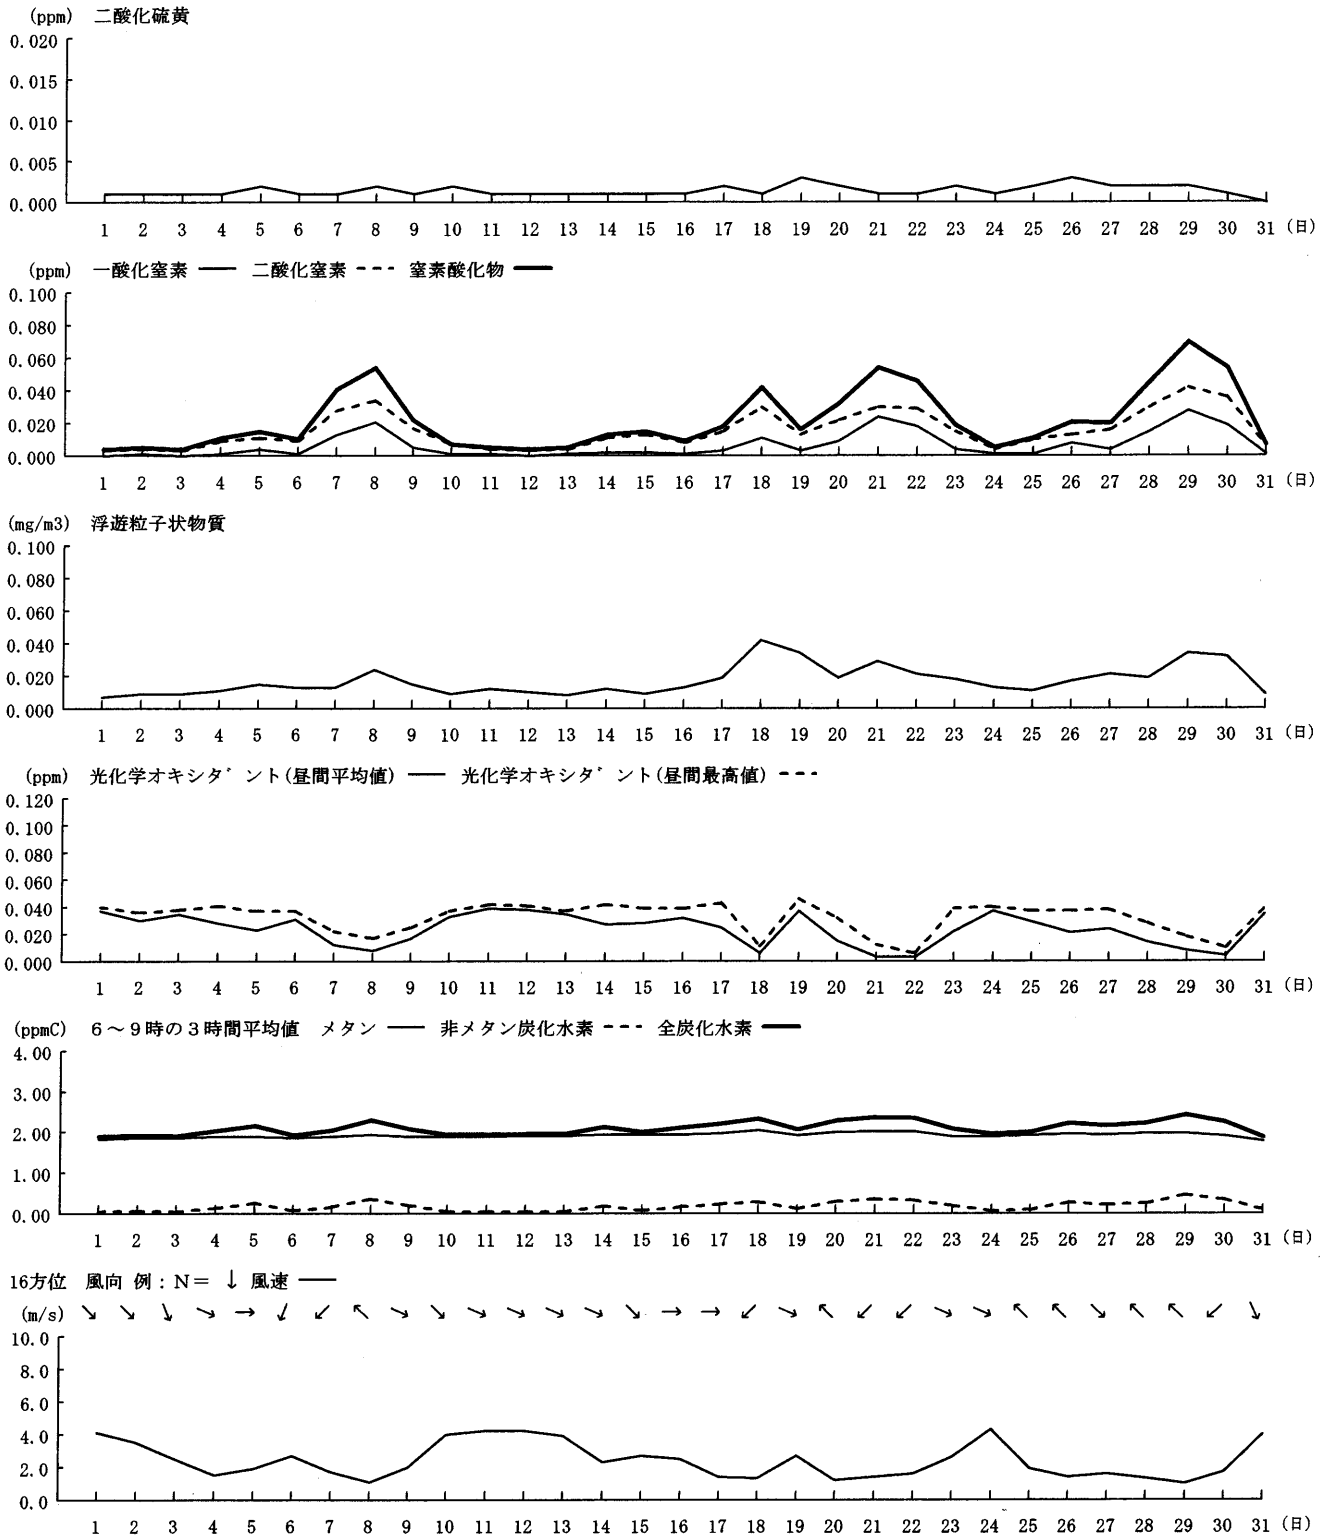 (ppm) 二酸化硫黄
0.020
0.015
0.010
0.005
0.000
1 2 3 4 5 6 7 8 9 10 11 12 13 14 15 16 17 18 19 20 21 22 23 24 25 26 27 28 29 30 31 (日)
(ppm) 一酸化窒素 二酸化窒素 窒素酸化物
0.100
0.080
0.060
0.040
0.020
0.000
1 2 3 4 5 6 7 8 9 10 11 12 13 14 15 16 17 18 19 20 21 22 23 24 25 26 27 28 29 30 31 (日)
(mg/m3) 浮遊粒子状物質
0.100
0.080
0.060
0.040
0.020
0.000
1 2 3 4 5 6 7 8 9 10 11 12 13 14 15 16 17 18 19 20 21 22 23 24 25 26 27 28 29 30 31 (日)
(ppm) 光化学オキシダント(昼間平均値) 光化学オキシダント(昼間最高値)
0.120
0.100
0.080
0.060
0.040
0.020
0.000
1 2 3 4 5 6 7 8 9 10 11 12 13 14 15 16 17 18 19 20 21 22 23 24 25 26 27 28 29 30 31 (日)
(ppmC) 6～9時の3時間平均値 メタン 非メタン炭化水素 全炭化水素
4.00
3.00
2.00
1.00
0.00
1 2 3 4 5 6 7 8 9 10 11 12 13 14 15 16 17 18 19 20 21 22 23 24 25 26 27 28 29 30 31 (日)
16方位 風向 例：N＝ ↓ 風速
(m/s) ↘ ↘ ↘ ↘ → ↙ ↙ ↖ ↘ ↘ ↘ ↘ ↘ ↘ ↘ → → ↙ ↘ ↖ ↙ ↙ ↘ ↘ ↖ ↖ ↘ ↖ ↖ ↙ ↘
10.0
8.0
6.0
4.0
2.0
0.0
1 2 3 4 5 6 7 8 9 10 11 12 13 14 15 16 17 18 19 20 21 22 23 24 25 26 27 28 29 30 31 (日)